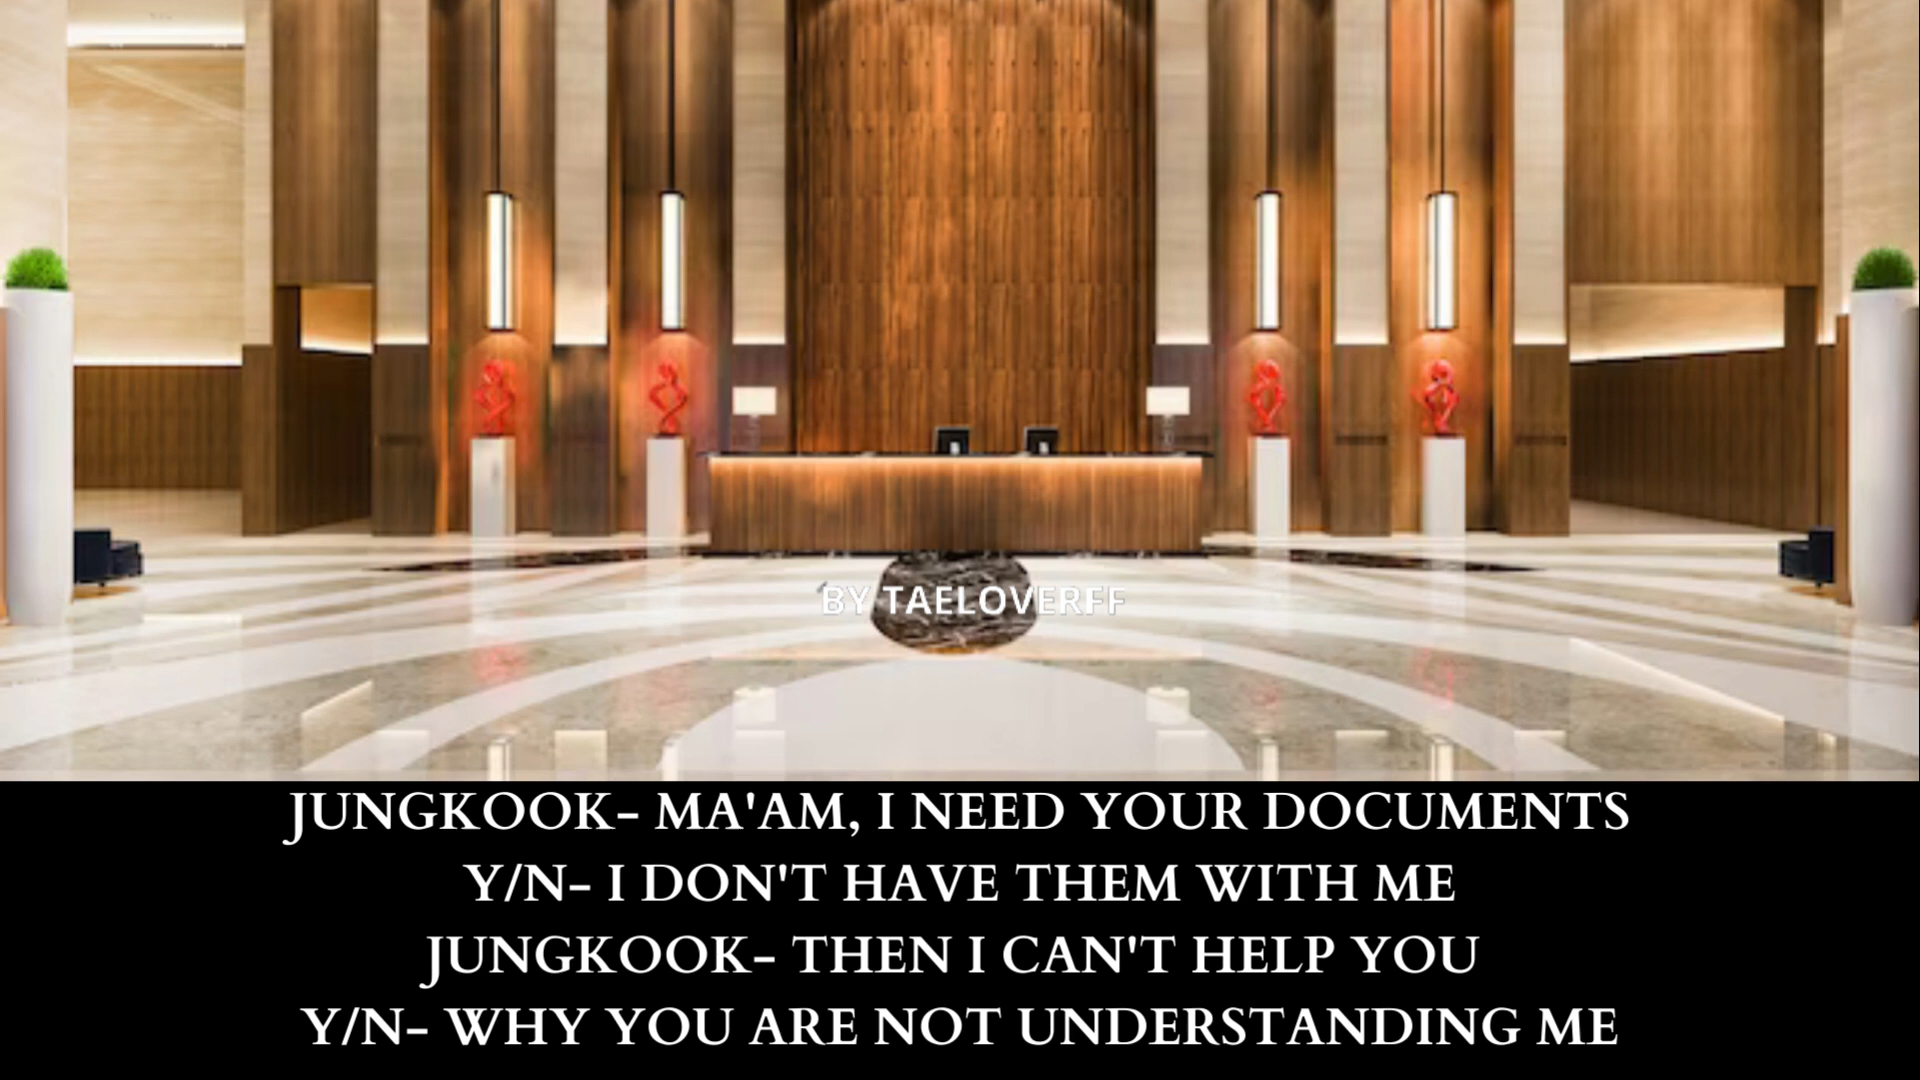 BY TAELOVERFF
JUNGKOOK- MA'AM, I NEED YOUR DOCUMENTS
Y/N- I DON'T HAVE THEM WITH ME
JUNGKOOK- THEN I CAN'T HELP YOU
Y/N- WHY YOU ARE NOT UNDERSTANDING ME